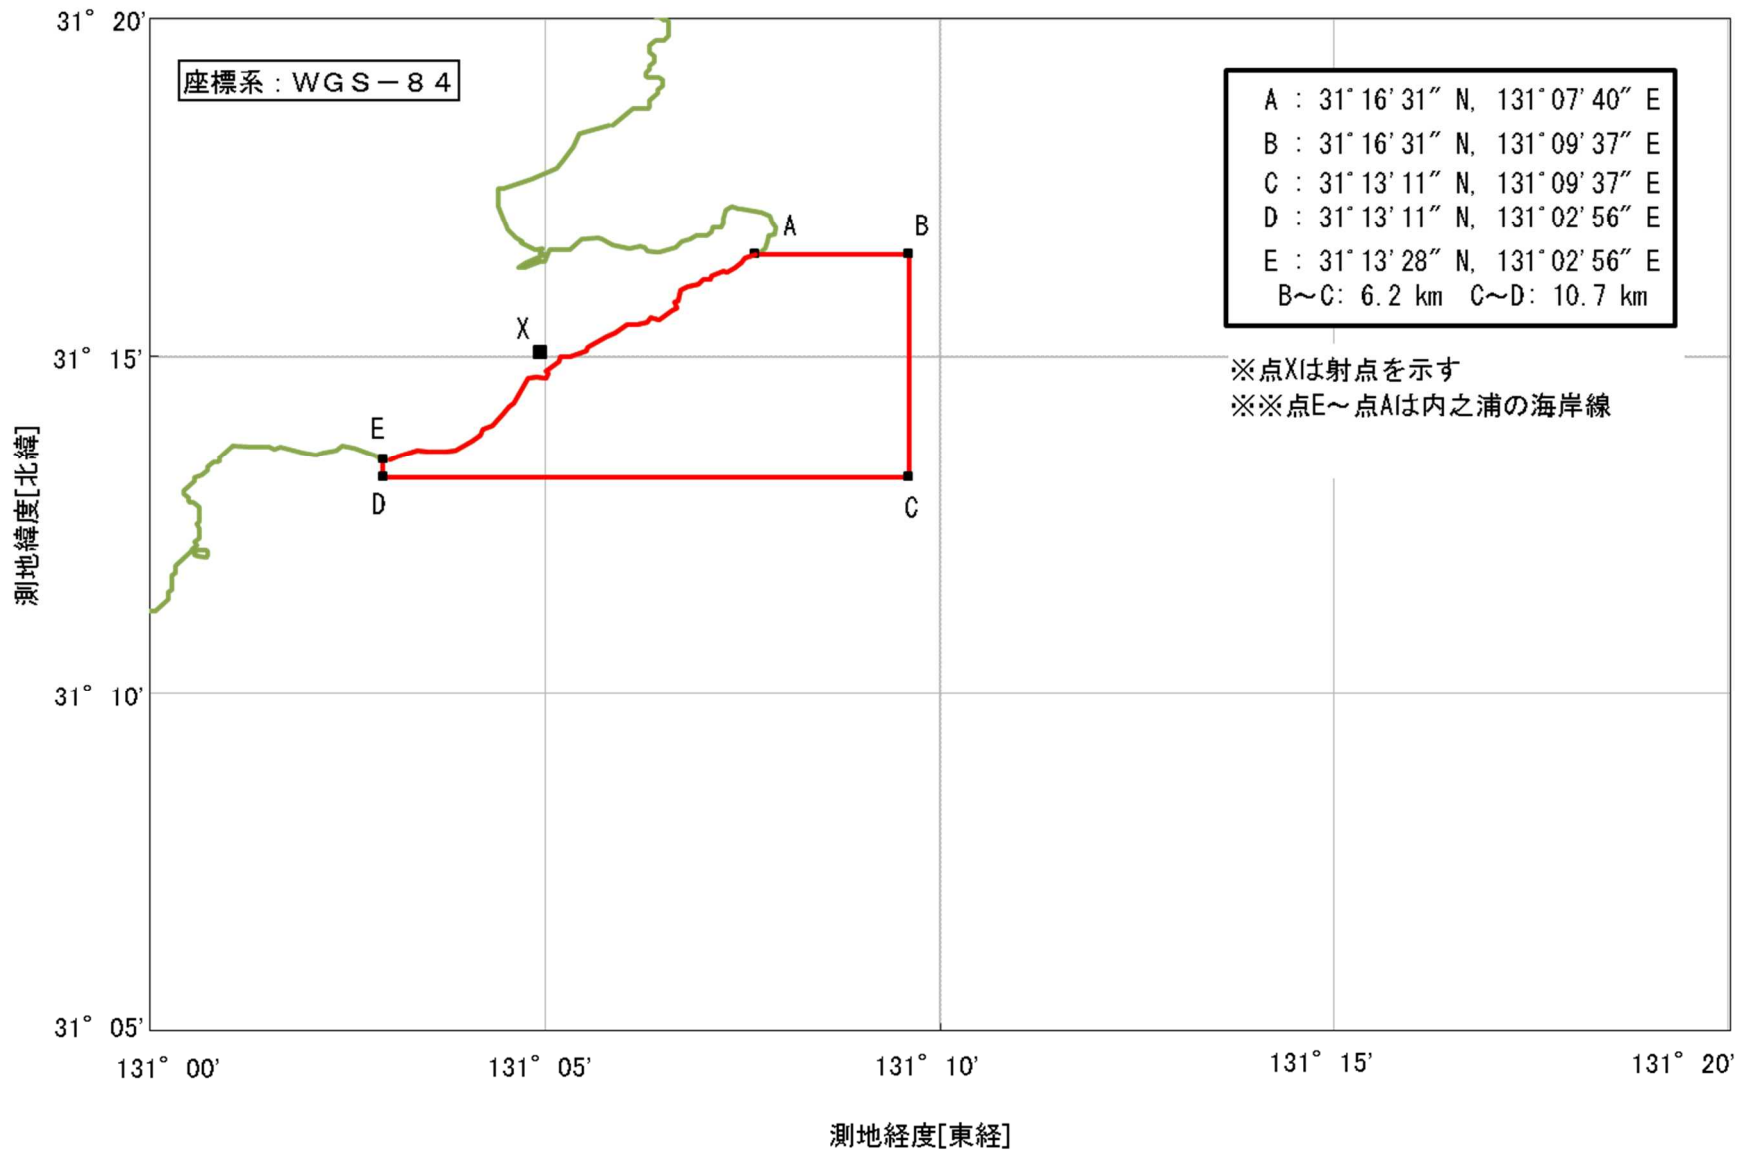 31° 20'
座標系：ＷＧＳ－８４
A : 31°16'31″ N, 131°07'40″ E
B : 31°16'31″ N, 131°09'37″ E
C : 31°13'11″ N, 131°09'37″ E
D : 31°13'11″ N, 131°02'56″ E
E : 31°13'28″ N, 131°02'56″ E
B～C: 6.2 km C～D: 10.7 km
A
B
X
31° 15'
※点Xは射点を示す
※※点E～点Aは内之浦の海岸線
E
D
C
測地緯度[北緯]
31° 10'
31° 05'
131° 00'
131° 05'
131° 10'
131° 15'
131° 20'
測地経度[東経]